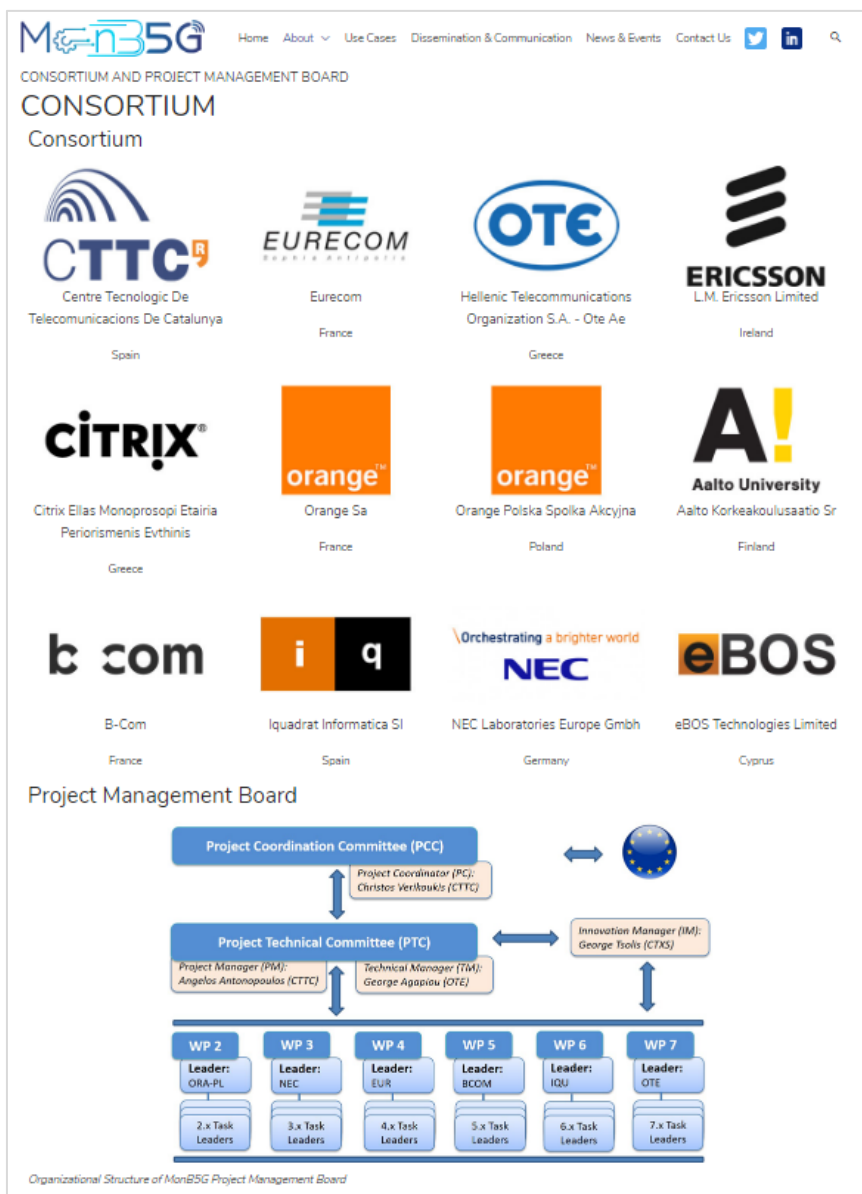 MonB5G
Home About Use Cases Dissemination & Communication News & Events Contact Us
CONSORTIUM AND PROJECT MANAGEMENT BOARD
CONSORTIUM
Consortium
CTTC R
EURECOM
Sophia Antipolis
OTE
ERICSSON
Centre Tecnologic De
Telecomunicacions De Catalunya
Spain
Eurecom
France
Hellenic Telecommunications
Organization S.A. - Ote Ae
Greece
L.M. Ericsson Limited
Ireland
CİTRIX®
orange™
orange™
A!
Aalto University
Citrix Ellas Monoprosopi Etairia
Periorismenis Evthinis
Greece
Orange Sa
France
Orange Polska Spolka Akcyjna
Poland
Aalto Korkeakoulusaatio Sr
Finland
b com
i q
\Orchestrating a brighter world
NEC
eBOS
B-Com
France
Iquadrat Informatica Sl
Spain
NEC Laboratories Europe Gmbh
Germany
eBOS Technologies Limited
Cyprus
Project Management Board
Project Coordination Committee (PCC)
Project Coordinator (PC):
Christos Verikoukis (CTTC)
Project Technical Committee (PTC)
Innovation Manager (IM):
George Tsolis (CTXS)
Project Manager (PM):
Angelos Antonopoulos (CTTC)
Technical Manager (TM):
George Agapiou (OTE)
WP 2 WP 3 WP 4 WP 5 WP 6 WP 7
Leader: Leader: Leader: Leader: Leader: Leader:
ORA-PL NEC EUR BCOM IQU OTE
2.x Task 3.x Task 4.x Task 5.x Task 6.x Task 7.x Task
Leaders Leaders Leaders Leaders Leaders Leaders
Organizational Structure of MonB5G Project Management Board